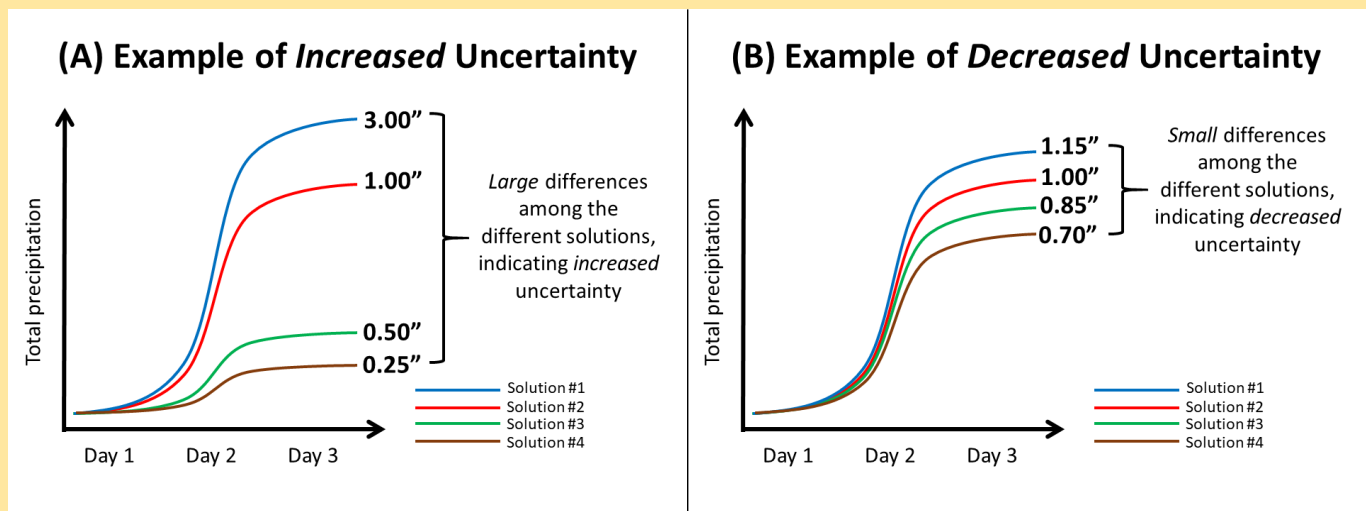 (A) Example of Increased Uncertainty
Total precipitation
3.00”
1.00”
0.50”
0.25”
Large differences
among the
different solutions,
indicating increased
uncertainty
Solution #1
Solution #2
Solution #3
Solution #4
Day 1
Day 2
Day 3
(B) Example of Decreased Uncertainty
Total precipitation
1.15”
1.00”
0.85”
0.70”
Small differences
among the
different solutions,
indicating decreased
uncertainty
Solution #1
Solution #2
Solution #3
Solution #4
Day 1
Day 2
Day 3